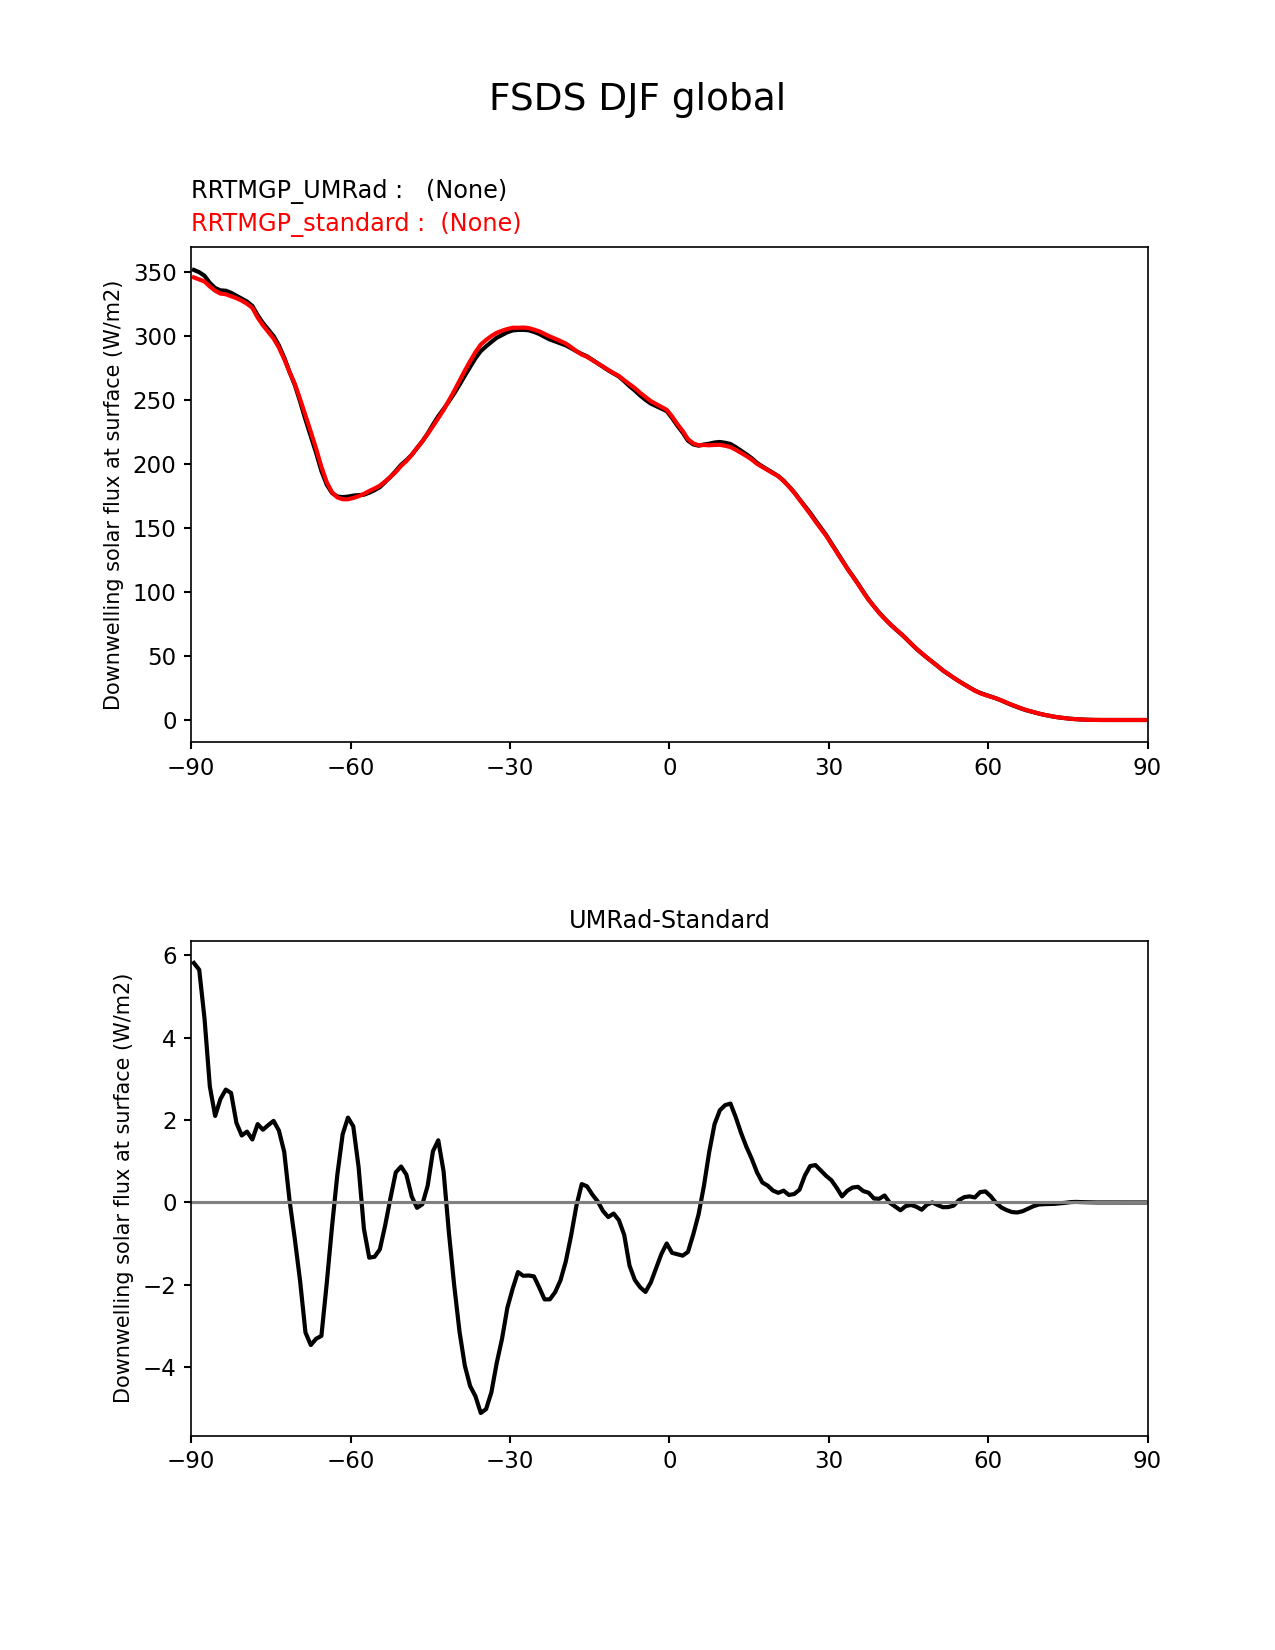 FSDS DJF global
RRTMGP_UMRad :   (None)
RRTMGP_standard :  (None)
Downwelling solar flux at surface (W/m2)
350
300
250
200
150
100
50
0
−90 −60 −30 0 30 60 90
UMRad-Standard
Downwelling solar flux at surface (W/m2)
6
4
2
0
−2
−4
−90 −60 −30 0 30 60 90